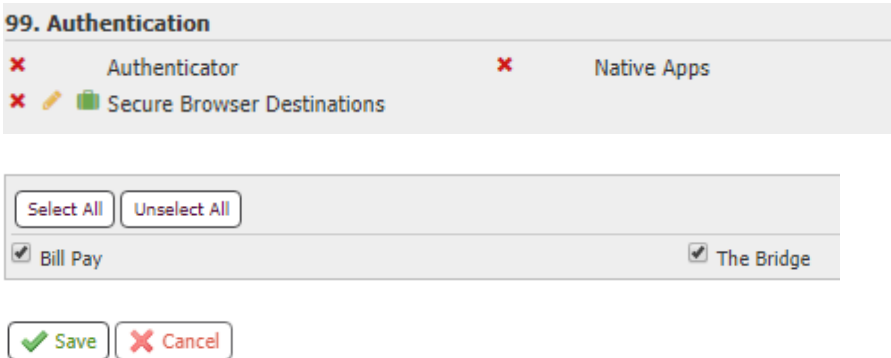 99. Authentication
Authenticator Native Apps
Secure Browser Destinations
Select All Unselect All
Bill Pay The Bridge
Save Cancel